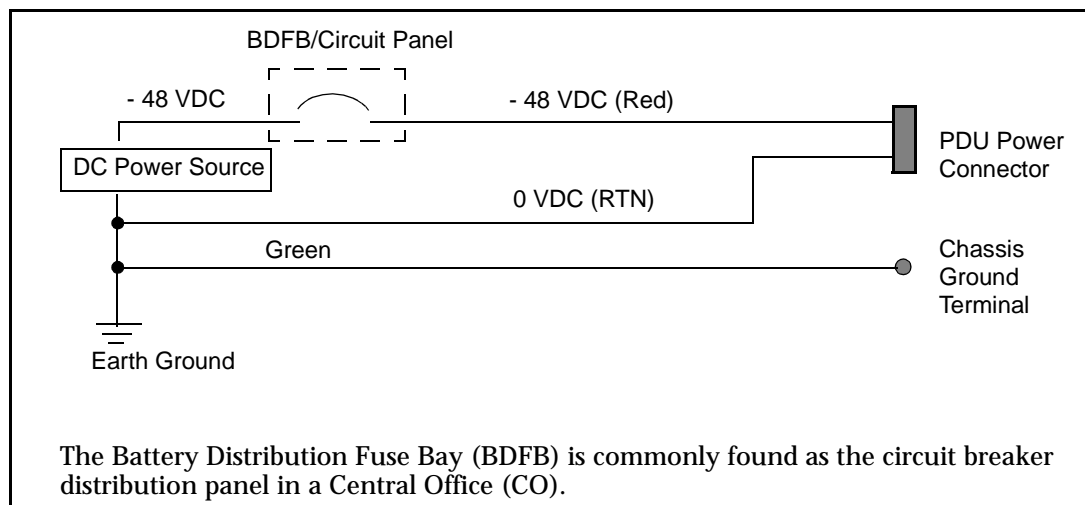 BDFB/Circuit Panel
- 48 VDC
- 48 VDC (Red)
DC Power Source
PDU Power
Connector
0 VDC (RTN)
Green
Chassis
Ground
Terminal
Earth Ground
The Battery Distribution Fuse Bay (BDFB) is commonly found as the circuit breaker
distribution panel in a Central Office (CO).